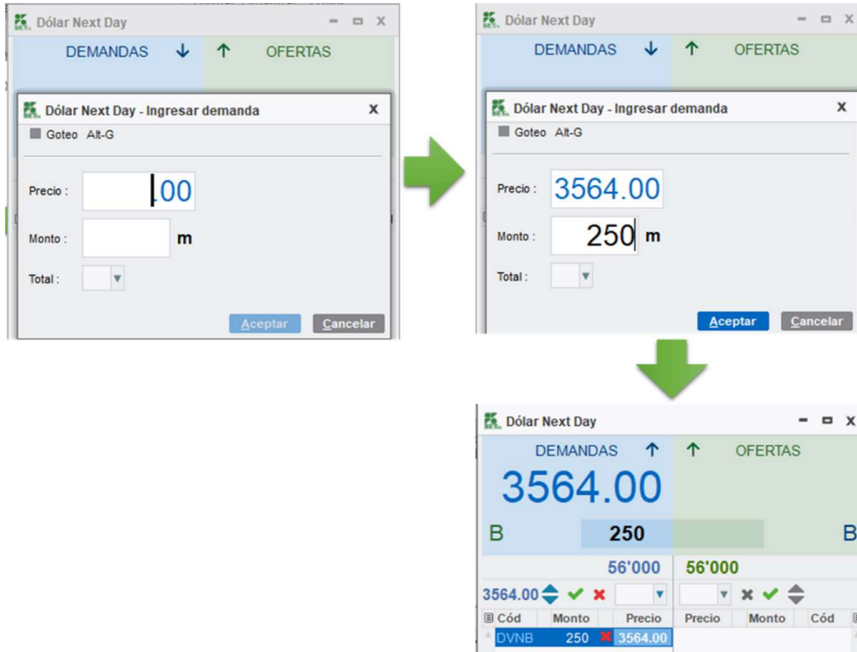 Dólar Next Day
DEMANDAS OFERTAS
Dólar Next Day - Ingresar demanda X
Goteo Alt-G
Precio : .00
Monto : m
Total :
Aceptar Cancelar
Dólar Next Day
DEMANDAS OFERTAS
Dólar Next Day - Ingresar demanda X
Goteo Alt-G
Precio : 3564.00
Monto : 250 m
Total :
Aceptar Cancelar
Dólar Next Day
DEMANDAS OFERTAS
3564.00
B 250 B
56'000 56'000
3564.00
Cód Monto Precio Precio Monto Cód
DVNB 250 3564.00